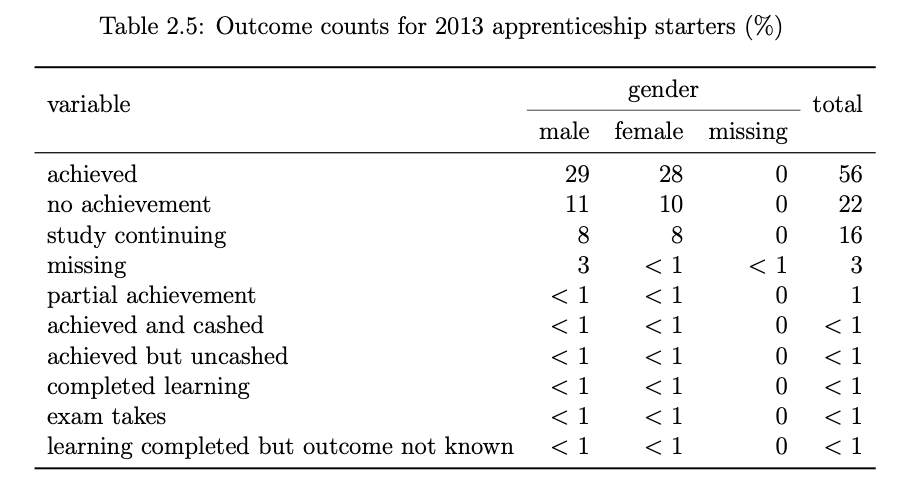 Table 2.5: Outcome counts for 2013 apprenticeship starters (%)
variable gender total
male female missing
achieved 29 28 0 56
no achievement 11 10 0 22
study continuing 8 8 0 16
missing 3 < 1 < 1 3
partial achievement < 1 < 1 0 1
achieved and cashed < 1 < 1 0 < 1
achieved but uncashed < 1 < 1 0 < 1
completed learning < 1 < 1 0 < 1
exam takes < 1 < 1 0 < 1
learning completed but outcome not known < 1 < 1 0 < 1